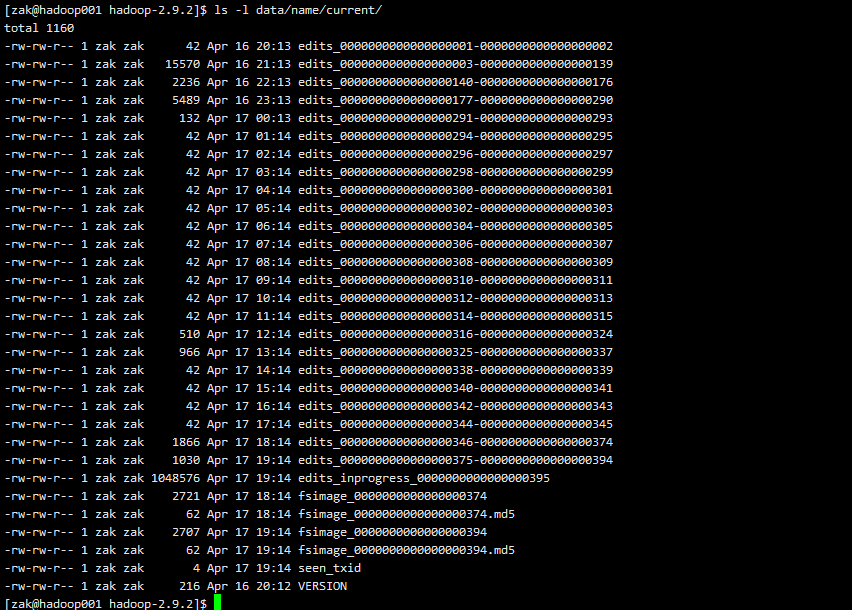 [zak@hadoop001 hadoop-2.9.2]$ ls -l data/name/current/
total 1160
-rw-rw-r-- 1 zak zak      42 Apr 16 20:13 edits_0000000000000000001-0000000000000000002
-rw-rw-r-- 1 zak zak   15570 Apr 16 21:13 edits_0000000000000000003-0000000000000000139
-rw-rw-r-- 1 zak zak    2236 Apr 16 22:13 edits_0000000000000000140-0000000000000000176
-rw-rw-r-- 1 zak zak    5489 Apr 16 23:13 edits_0000000000000000177-0000000000000000290
-rw-rw-r-- 1 zak zak     132 Apr 17 00:13 edits_0000000000000000291-0000000000000000293
-rw-rw-r-- 1 zak zak      42 Apr 17 01:14 edits_0000000000000000294-0000000000000000295
-rw-rw-r-- 1 zak zak      42 Apr 17 02:14 edits_0000000000000000296-0000000000000000297
-rw-rw-r-- 1 zak zak      42 Apr 17 03:14 edits_0000000000000000298-0000000000000000299
-rw-rw-r-- 1 zak zak      42 Apr 17 04:14 edits_0000000000000000300-0000000000000000301
-rw-rw-r-- 1 zak zak      42 Apr 17 05:14 edits_0000000000000000302-0000000000000000303
-rw-rw-r-- 1 zak zak      42 Apr 17 06:14 edits_0000000000000000304-0000000000000000305
-rw-rw-r-- 1 zak zak      42 Apr 17 07:14 edits_0000000000000000306-0000000000000000307
-rw-rw-r-- 1 zak zak      42 Apr 17 08:14 edits_0000000000000000308-0000000000000000309
-rw-rw-r-- 1 zak zak      42 Apr 17 09:14 edits_0000000000000000310-0000000000000000311
-rw-rw-r-- 1 zak zak      42 Apr 17 10:14 edits_0000000000000000312-0000000000000000313
-rw-rw-r-- 1 zak zak      42 Apr 17 11:14 edits_0000000000000000314-0000000000000000315
-rw-rw-r-- 1 zak zak     510 Apr 17 12:14 edits_0000000000000000316-0000000000000000324
-rw-rw-r-- 1 zak zak     966 Apr 17 13:14 edits_0000000000000000325-0000000000000000337
-rw-rw-r-- 1 zak zak      42 Apr 17 14:14 edits_0000000000000000338-0000000000000000339
-rw-rw-r-- 1 zak zak      42 Apr 17 15:14 edits_0000000000000000340-0000000000000000341
-rw-rw-r-- 1 zak zak      42 Apr 17 16:14 edits_0000000000000000342-0000000000000000343
-rw-rw-r-- 1 zak zak      42 Apr 17 17:14 edits_0000000000000000344-0000000000000000345
-rw-rw-r-- 1 zak zak    1866 Apr 17 18:14 edits_0000000000000000346-0000000000000000374
-rw-rw-r-- 1 zak zak    1030 Apr 17 19:14 edits_0000000000000000375-0000000000000000394
-rw-rw-r-- 1 zak zak 1048576 Apr 17 19:14 edits_inprogress_0000000000000000395
-rw-rw-r-- 1 zak zak    2721 Apr 17 18:14 fsimage_0000000000000000374
-rw-rw-r-- 1 zak zak      62 Apr 17 18:14 fsimage_0000000000000000374.md5
-rw-rw-r-- 1 zak zak    2707 Apr 17 19:14 fsimage_0000000000000000394
-rw-rw-r-- 1 zak zak      62 Apr 17 19:14 fsimage_0000000000000000394.md5
-rw-rw-r-- 1 zak zak       4 Apr 17 19:14 seen_txid
-rw-rw-r-- 1 zak zak     216 Apr 16 20:12 VERSION
[zak@hadoop001 hadoop-2.9.2]$